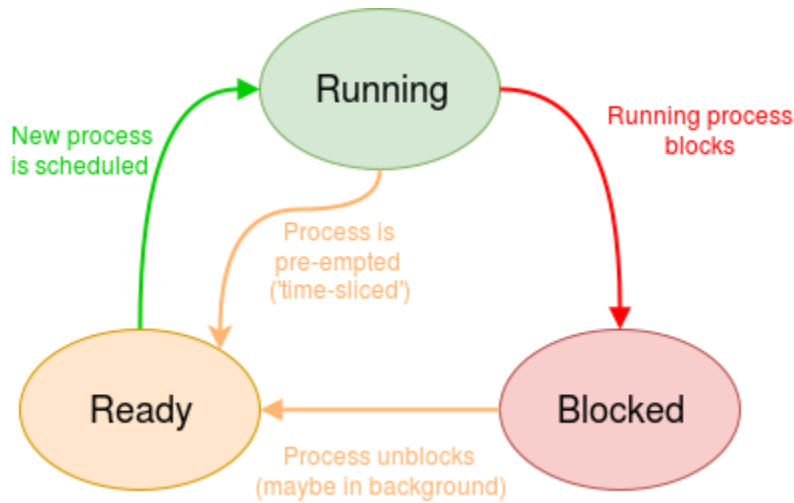 Running
New process
is scheduled
Running process
blocks
Process is
pre-empted
('time-sliced')
Ready
Blocked
Process unblocks
(maybe in background)